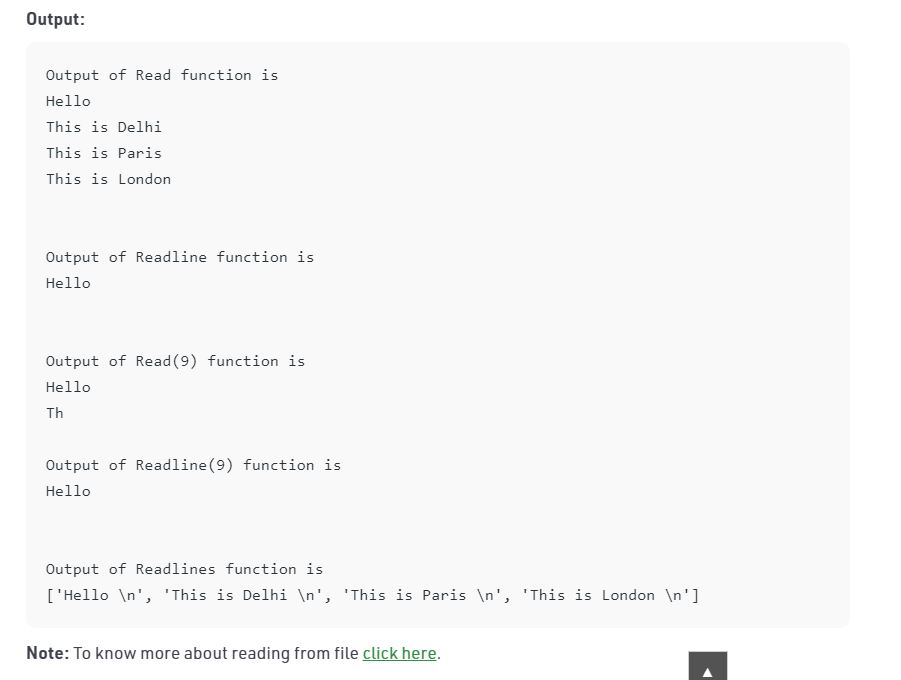 Output:
Output of Read function is
Hello
This is Delhi
This is Paris
This is London
Output of Readline function is
Hello
Output of Read(9) function is
Hello
Th
Output of Readline(9) function is
Hello
Output of Readlines function is
['Hello \n', 'This is Delhi \n', 'This is Paris \n', 'This is London \n']
Note: To know more about reading from file click here.